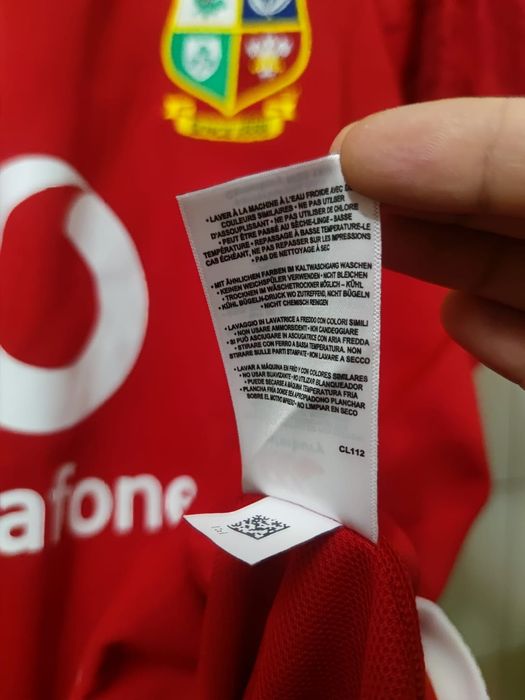 SINCE 1888
• LAVER À LA MACHINE À L'EAU FROIDE AVEC
COULEURS SIMILAIRES • NE PAS UTILISER
D'ASSOUPLISSANT • NE PAS UTILISER DE CHLORE
• PEUT ÊTRE PASSÉ AU SÈCHE-LINGE - BASSE
TEMPÉRATURE • REPASSAGE À BASSE TEMPÉRATURE-LE
CAS ÉCHÉANT, NE PAS REPASSER SUR LES IMPRESSIONS
• PAS DE NETTOYAGE À SEC
• MIT ÄHNLICHEN FARBEN IM KALTWASCHGANG WASCHEN
• KEINEN WEICHSPÜLER VERWENDEN • NICHT BLEICHEN
• TROCKNEN IM WÄSCHETROCKNER MÖGLICH - KÜHL
• KÜHL BÜGELN-DRUCK WO ZUTREFFEND, NICHT BÜGELN
• NICHT CHEMISCH REINIGEN
• LAVAGGIO IN LAVATRICE A FREDDO CON COLORI SIMILI
• NON USARE AMMORBIDENT • NON CANDEGGIARE
• SI PUÒ ASCIUGARE IN ASCIUGATRICE CON ARIA FREDDA
• STIRARE CON FERRO A BASSA TEMPERATURA. NON
STIRARE SULLE PARTI STAMPATE • NON LAVARE A SECCO
• LAVAR A MÁQUINA EN FRÍO Y CON COLORES SIMILARES
• NO USAR SUAVIZANTE • NO UTILIZAR BLANQUEADOR
• PUEDE SECARSE A MÁQUINA TEMPERATURA FRÍA
• PLANCHA FRÍA DONDE SEA APROPIADO NO PLANCHAR
SOBRE EL MOTIVO IMPRESO • NO LIMPIAR EN SECO
CL112
afone